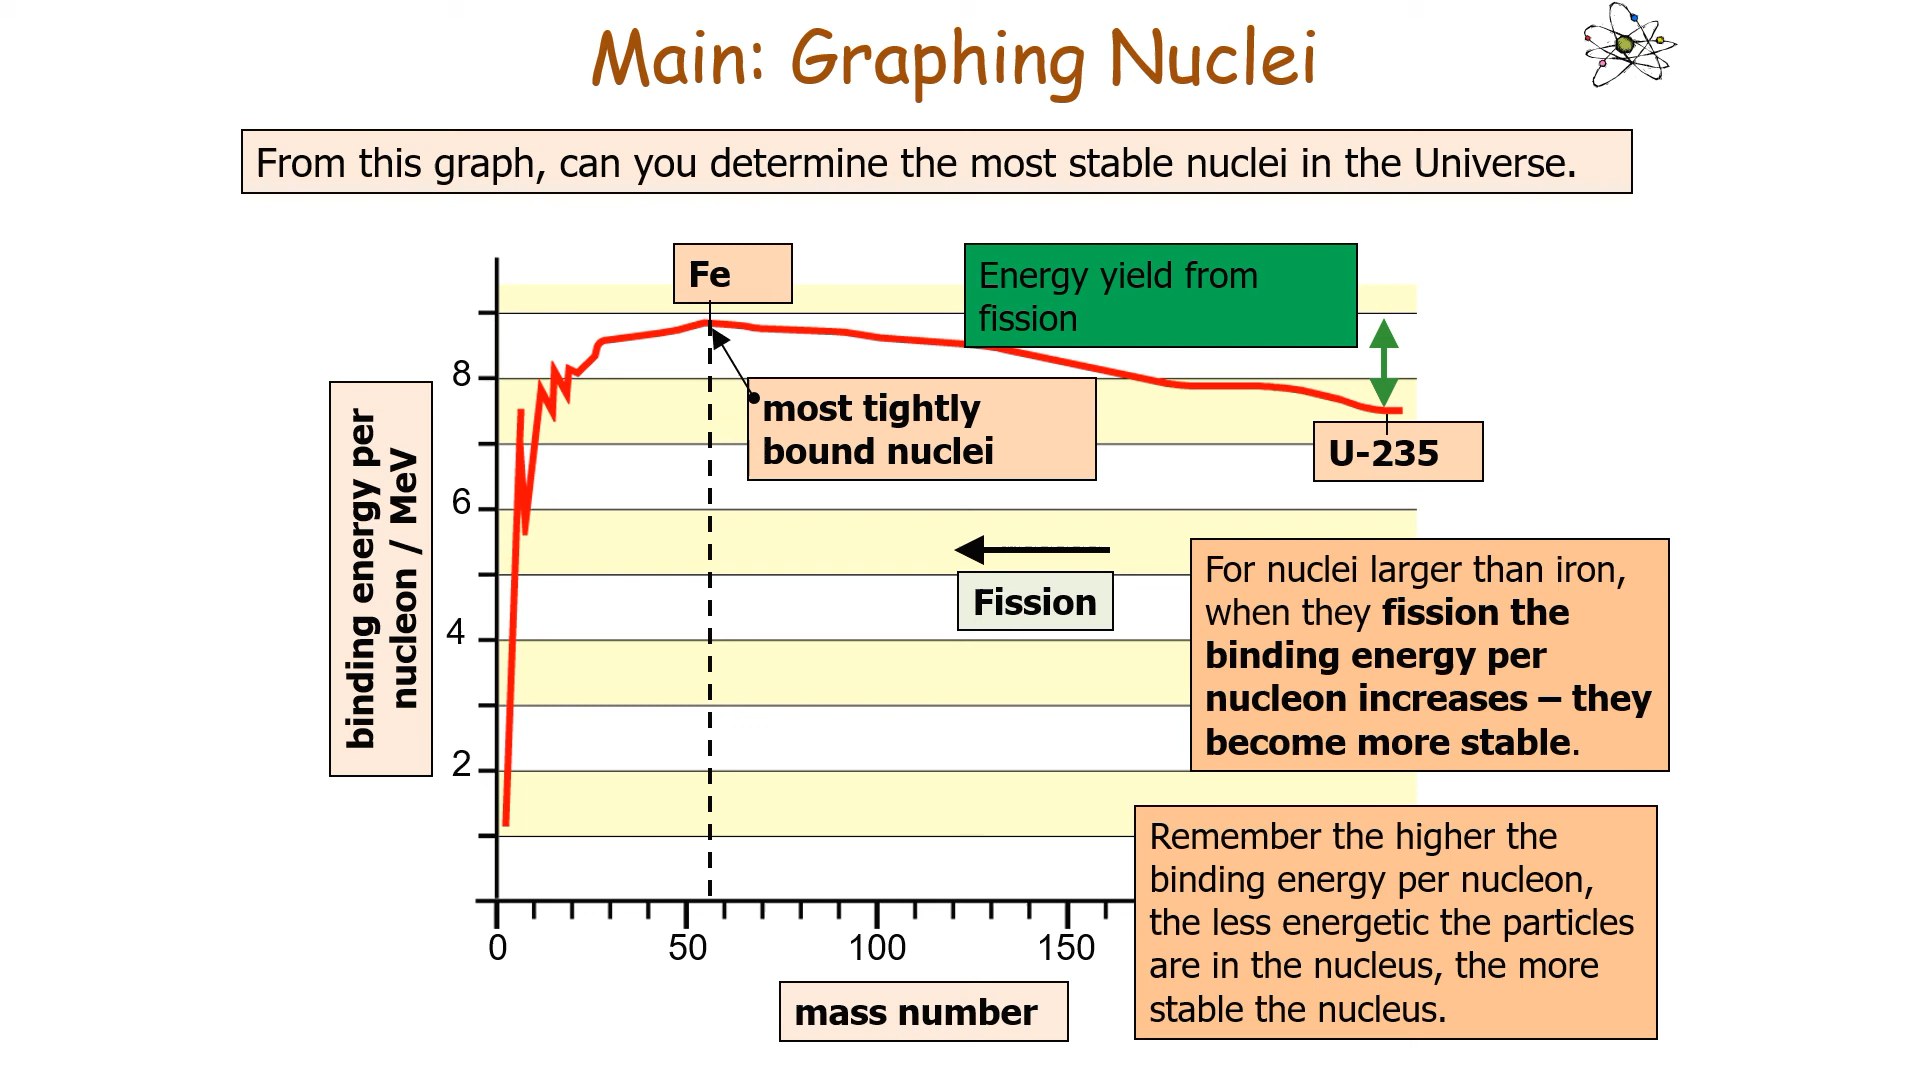 Main: Graphing Nuclei
From this graph, can you determine the most stable nuclei in the Universe.
Fe
Energy yield from
fission
most tightly
bound nuclei
U-235
binding energy per
nucleon / MeV
8
6
4
2
Fission
For nuclei larger than iron,
when they fission the
binding energy per
nucleon increases – they
become more stable.
Remember the higher the
binding energy per nucleon,
the less energetic the particles
are in the nucleus, the more
stable the nucleus.
0 50 100 150
mass number